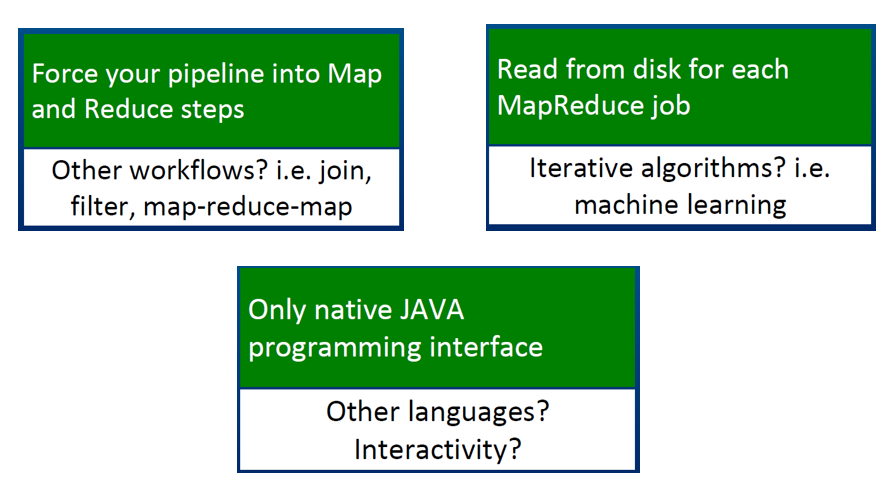 Force your pipeline into Map
and Reduce steps
Other workflows? i.e. join,
filter, map-reduce-map
Read from disk for each
MapReduce job
Iterative algorithms? i.e.
machine learning
Only native JAVA
programming interface
Other languages?
Interactivity?